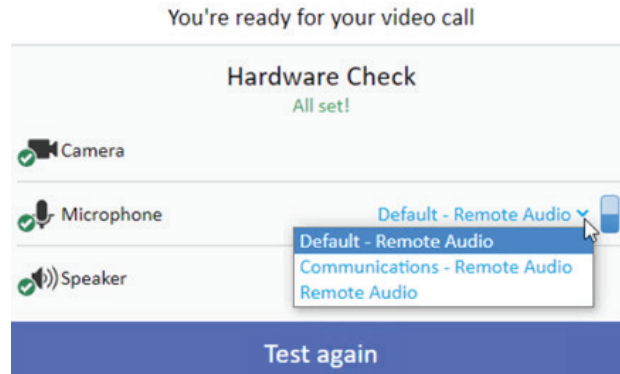 You're ready for your video call
Hardware Check
All set!
Camera
Microphone
Default - Remote Audio
Default - Remote Audio
Communications - Remote Audio
Remote Audio
Speaker
Test again